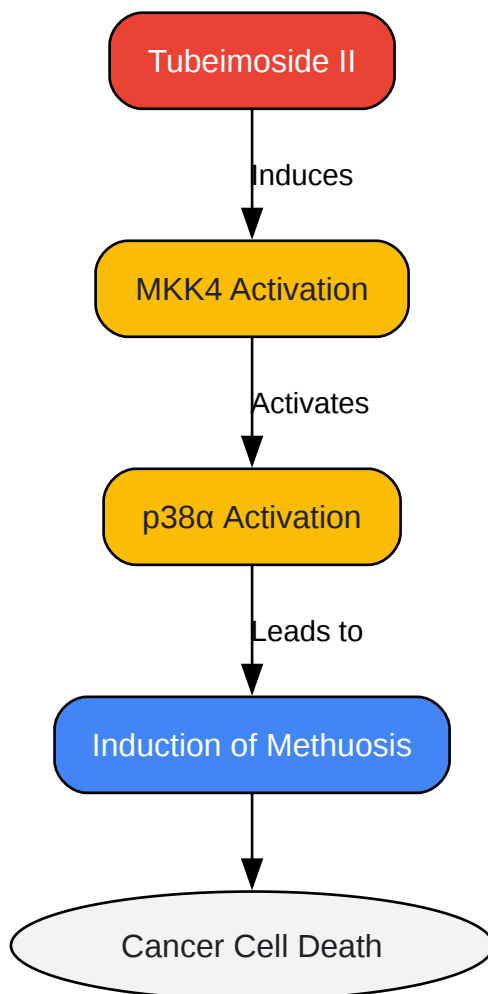 Tubeimoside II
Induces
MKK4 Activation
Activates
p38α Activation
Leads to
Induction of Methuosis
Cancer Cell Death